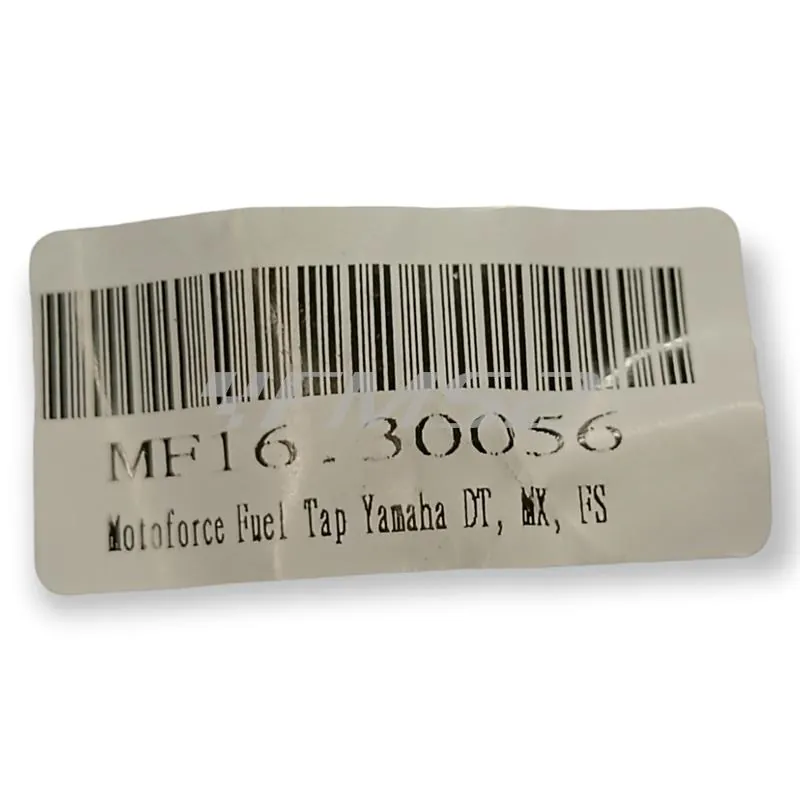 MF16.30056
Motoforce Fuel Tap Yamaha DT, MX, FS